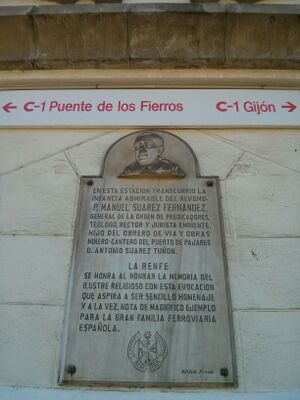 C-1 Puente de los Fierros
C-1 Gijón
EN ESTA ESTACION TRANSCURRIO LA
INFANCIA ADMIRABLE DEL REVDMO
P. MANUEL SUAREZ FERNANDEZ,
GENERAL DE LA ORDEN DE PREDICADORES,
TEÓLOGO, RECTOR Y JURISTA EMINENTE,
HIJO DEL OBRERO DE VIA Y OBRAS
MINERO-CANTERO DEL PUERTO DE PAJARES
D. ANTONIO SUAREZ TUÑON.
LA RENFE
SE HONRA AL HONRAR LA MEMORIA DEL
ILUSTRE RELIGIOSO CON ESTA EVOCACION
QUE ASPIRA A SER SENCILLO HOMENAJE
Y A LA VEZ, NOTA DE MAGNIFICO EJEMPLO
PARA LA GRAN FAMILIA FERROVIARIA
ESPAÑOLA.